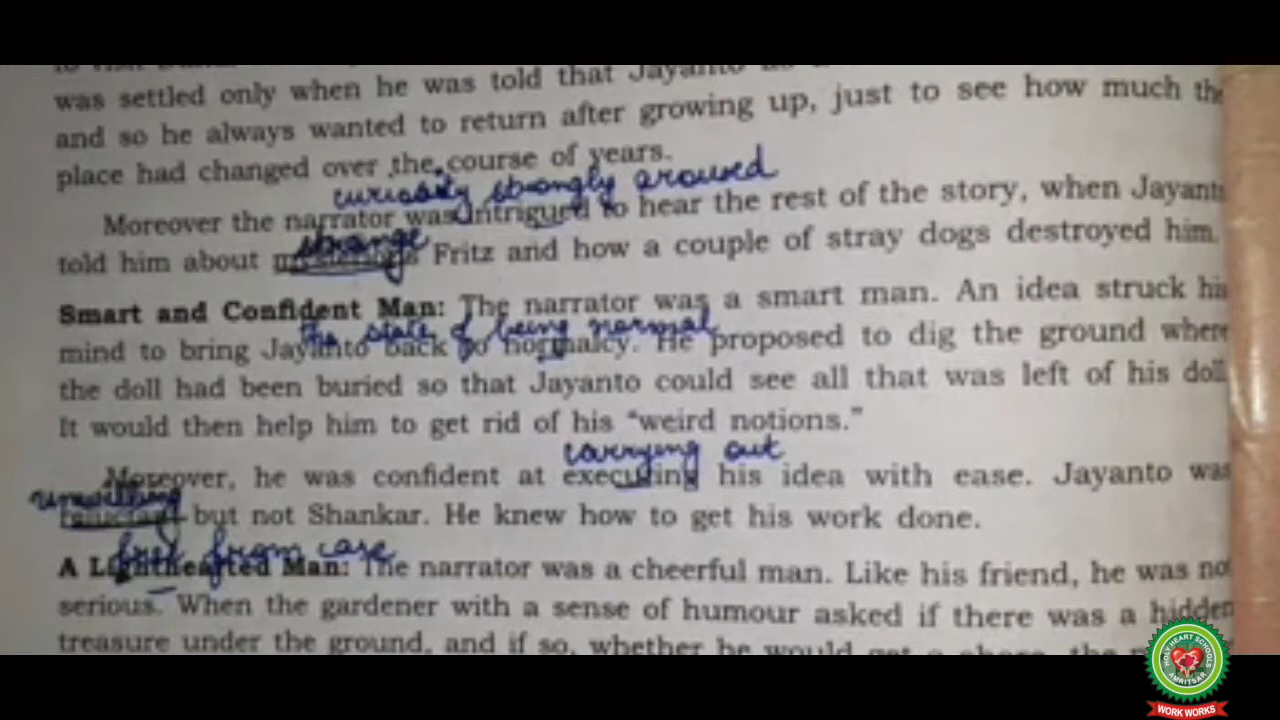 was settled only when he was told that Jayanto
and so he always wanted to return after growing up, just to see how much the
place had changed over the course of years.
curiosity strongly aroused
Moreover the narrator was intrigued to hear the rest of the story, when Jayanto
strange
told him about Fritz and how a couple of stray dogs destroyed him.
Smart and Confident Man: The narrator was a smart man. An idea struck his
the state of being normal
mind to bring Jayanto back to normalcy. He proposed to dig the ground where
the doll had been buried so that Jayanto could see all that was left of his doll.
It would then help him to get rid of his “weird notions.”
carrying out
Moreover, he was confident at executing his idea with ease. Jayanto was
unwilling
reluctant but not Shankar. He knew how to get his work done.
free from care
A Lighthearted Man: The narrator was a cheerful man. Like his friend, he was not
serious. When the gardener with a sense of humour asked if there was a hidden
treasure under the ground, and if so, whether he would get a share, the
HOLY HEART SCHOOLS
AMRITSAR
WORK WORKS